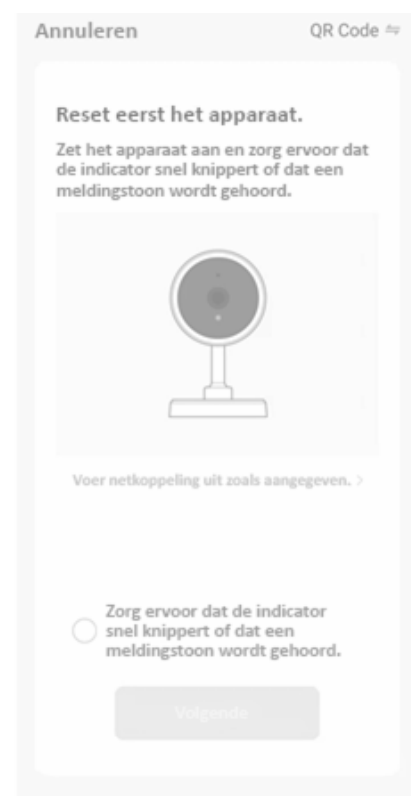 Annuleren
QR Code ⇋
Reset eerst het apparaat.
Zet het apparaat aan en zorg ervoor dat
de indicator snel knippert of dat een
meldingstoon wordt gehoord.
Voer netkoppeling uit zoals aangegeven. >
Zorg ervoor dat de indicator
snel knippert of dat een
meldingstoon wordt gehoord.
Volgende